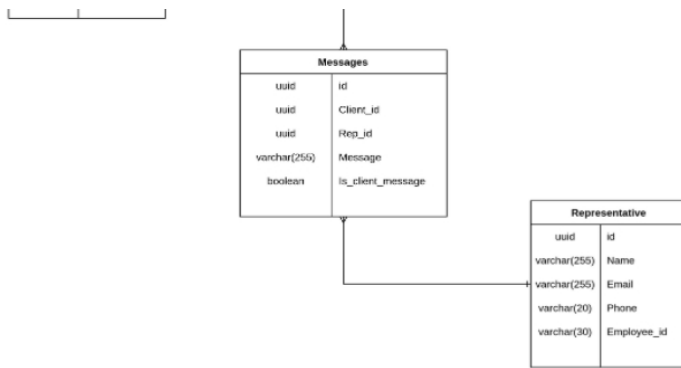 Messages
uuid id
uuid Client_id
uuid Rep_id
varchar(255) Message
boolean Is_client_message
Representative
uuid id
varchar(255) Name
varchar(255) Email
varchar(20) Phone
varchar(30) Employee_id